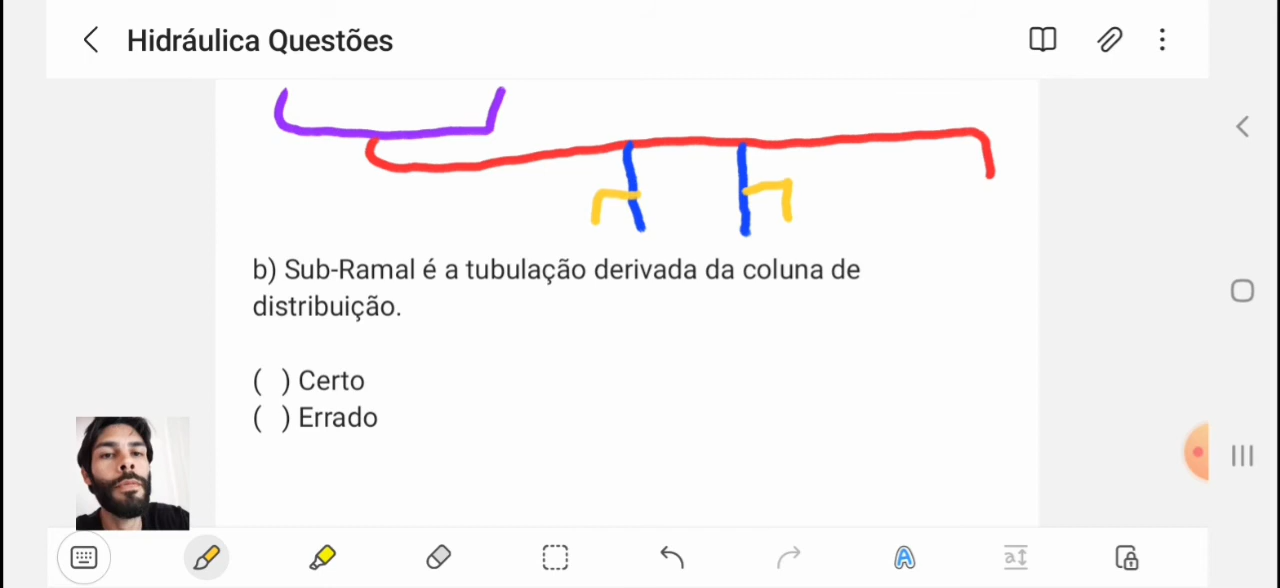 Hidráulica Questões
b) Sub-Ramal é a tubulação derivada da coluna de
distribuição.
( ) Certo
( ) Errado
A
a